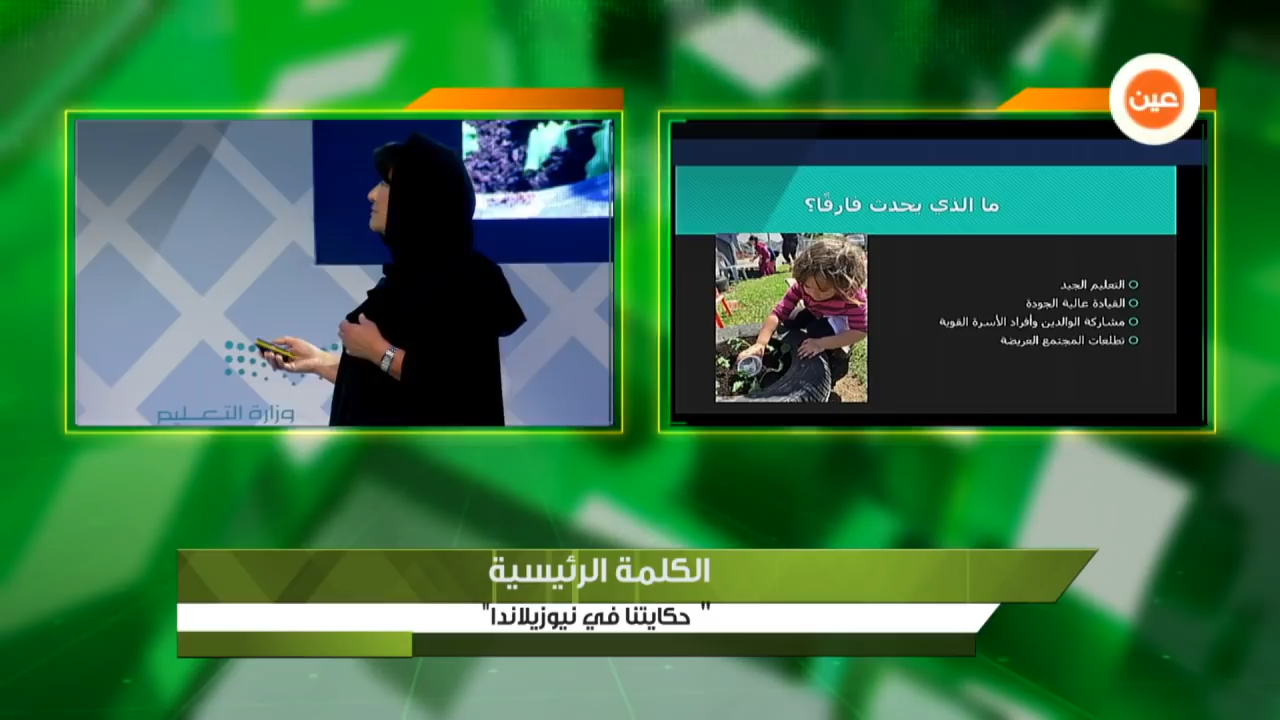 عين
ما الذي يحدث فارقًا؟
التعليم الجيد
القيادة عالية الجودة
مشاركة الوالدين وأفراد الأسرة القوية
تطلعات المجتمع العريضة
وزارة التعليم
الكلمة الرئيسية
" حكايتنا في نيوزيلاندا"